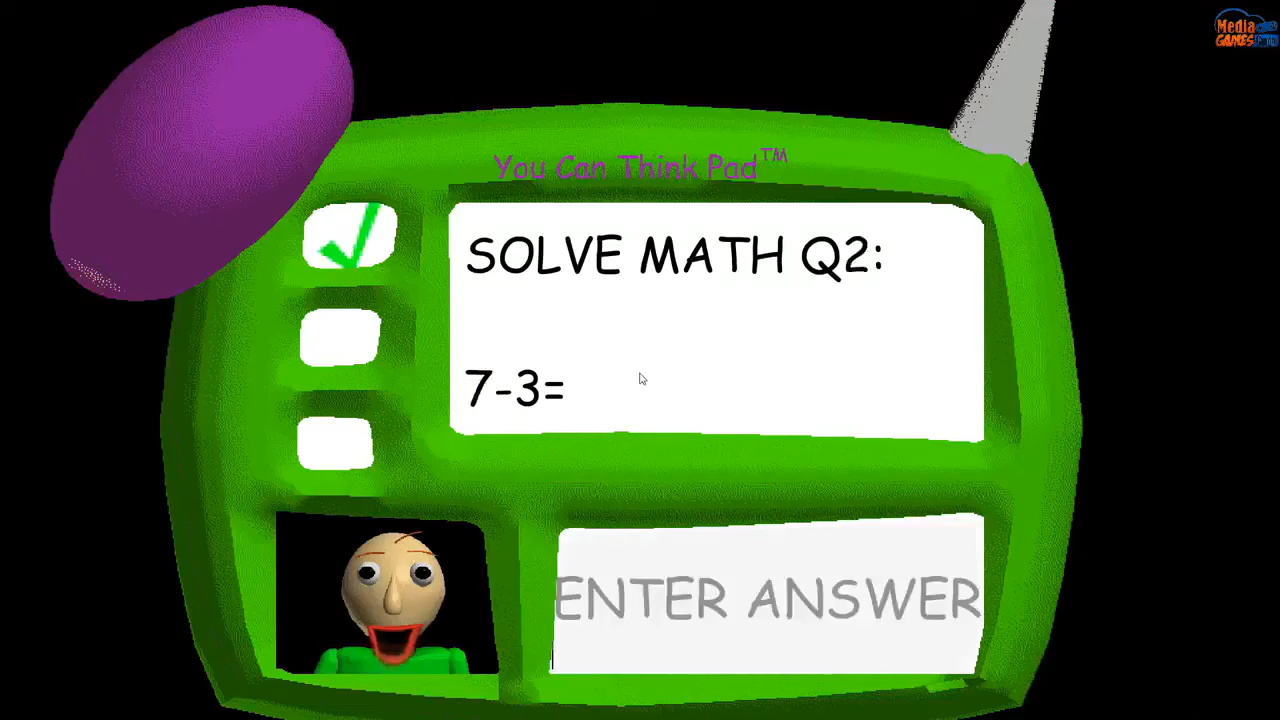 Media
GAMES
You Can Think Pad™
SOLVE MATH Q2:
7-3=
ENTER ANSWER